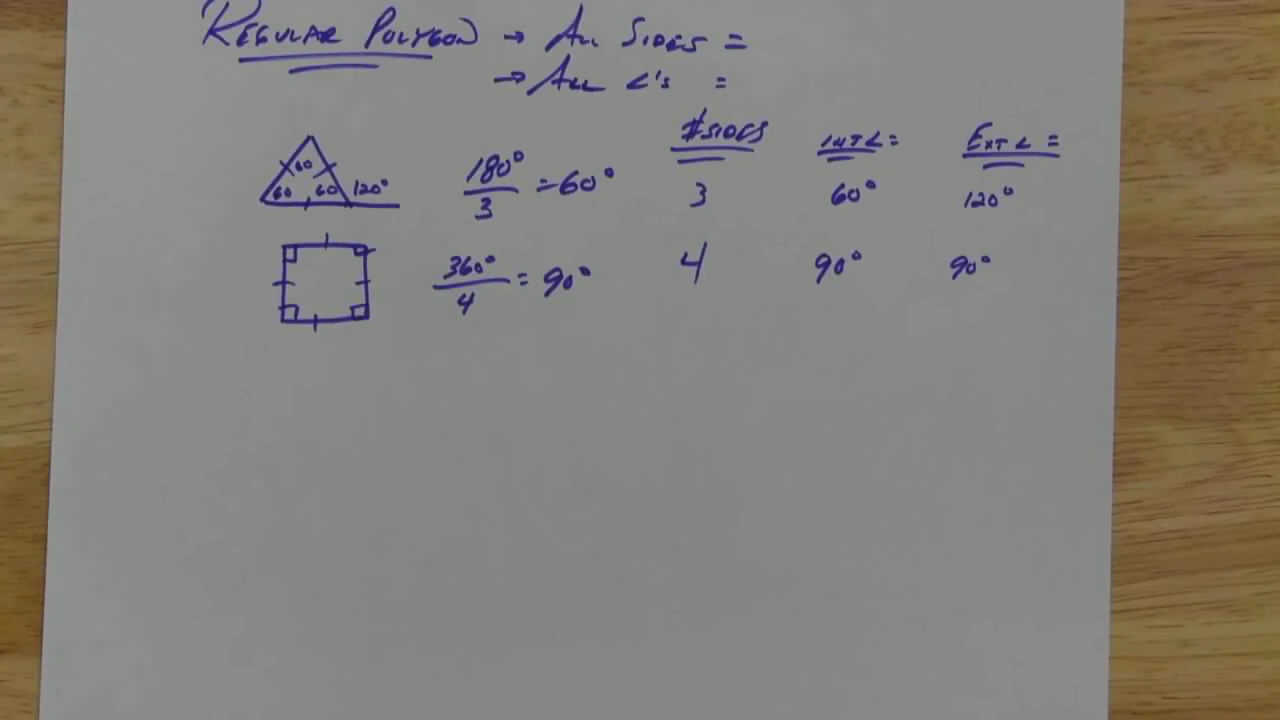 REGULAR POLYGON → ALL SIDES =
→ ALL ∠'s =
# SIDES INT ∠ = EXT ∠ =
60 60 60 120° 180°/3 = 60° 3 60° 120°
360°/4 = 90° 4 90° 90°